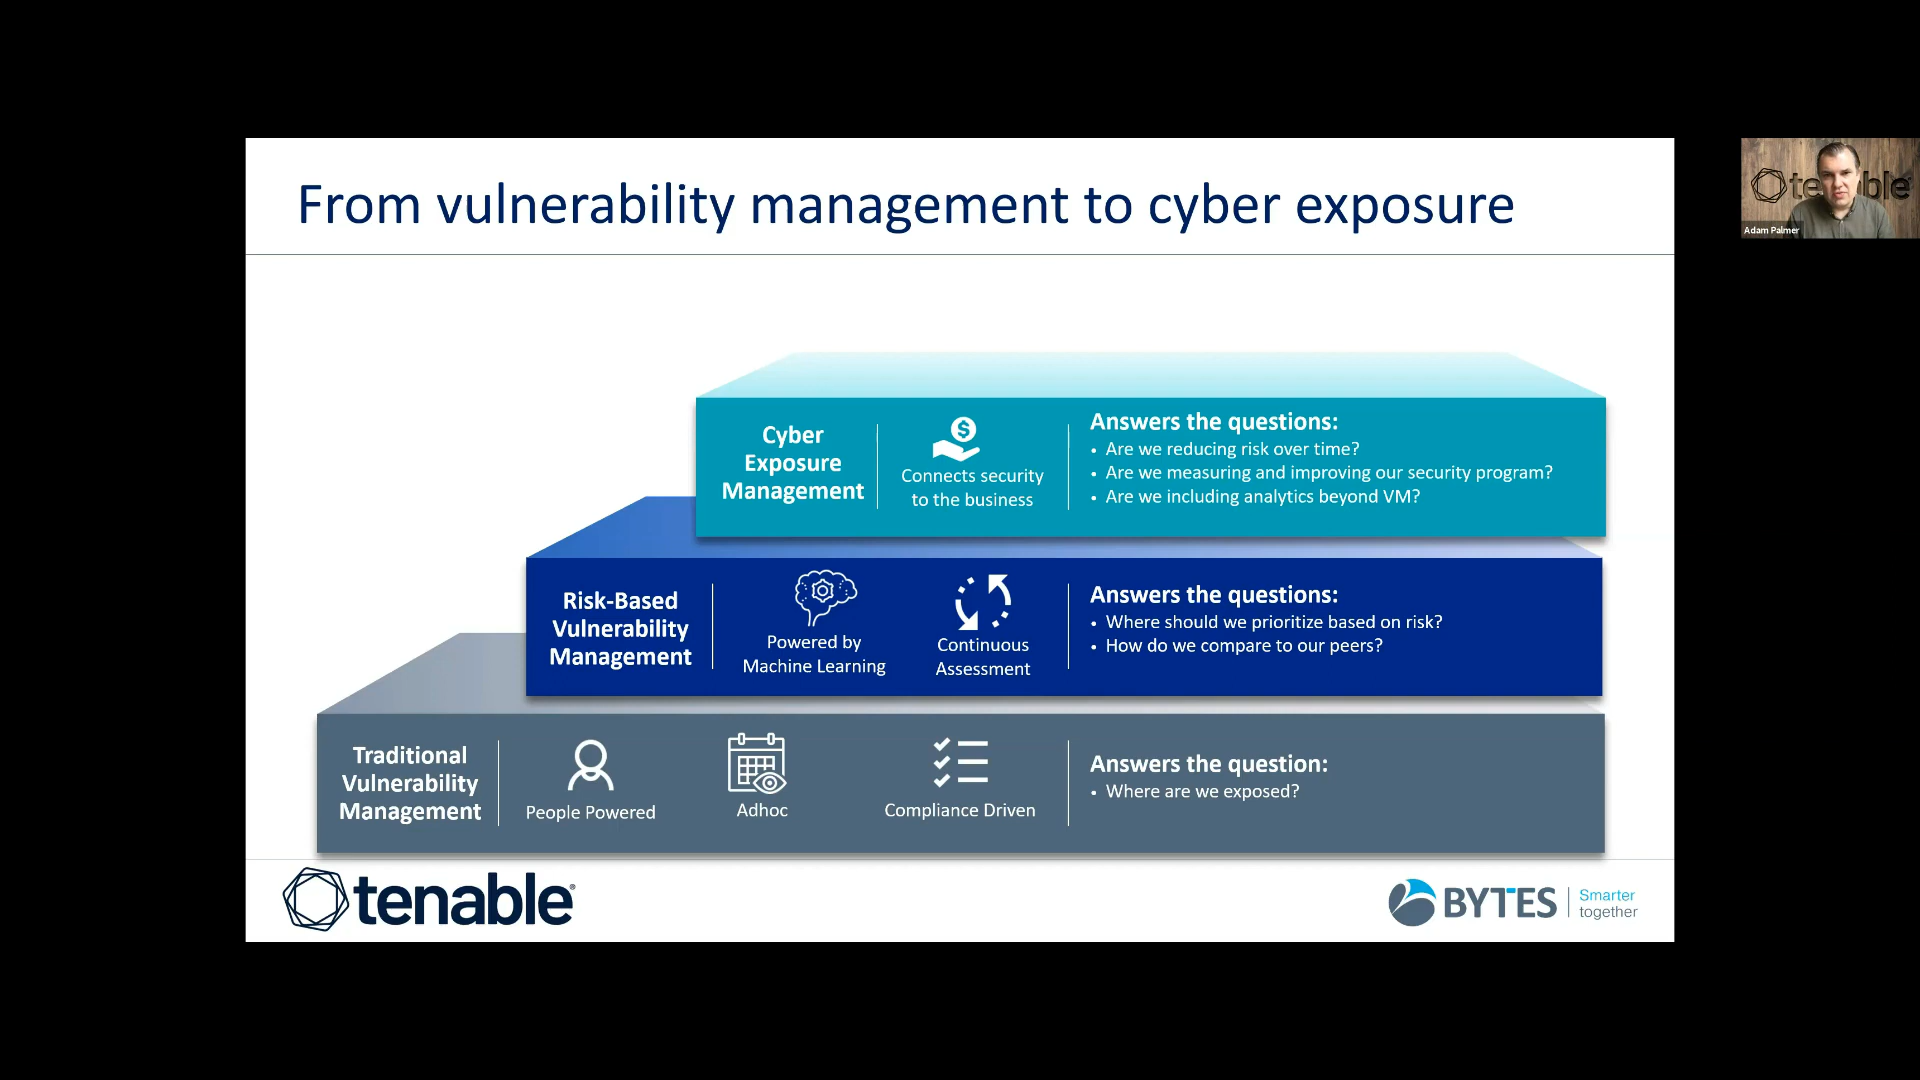 From vulnerability management to cyber exposure
Adam Palmer
Cyber
Exposure
Management
Connects security
to the business
Answers the questions:
• Are we reducing risk over time?
• Are we measuring and improving our security program?
• Are we including analytics beyond VM?
Risk-Based
Vulnerability
Management
Powered by
Machine Learning
Continuous
Assessment
Answers the questions:
• Where should we prioritize based on risk?
• How do we compare to our peers?
Traditional
Vulnerability
Management
People Powered
Adhoc
Compliance Driven
Answers the question:
• Where are we exposed?
tenable®
BYTES
Smarter
together